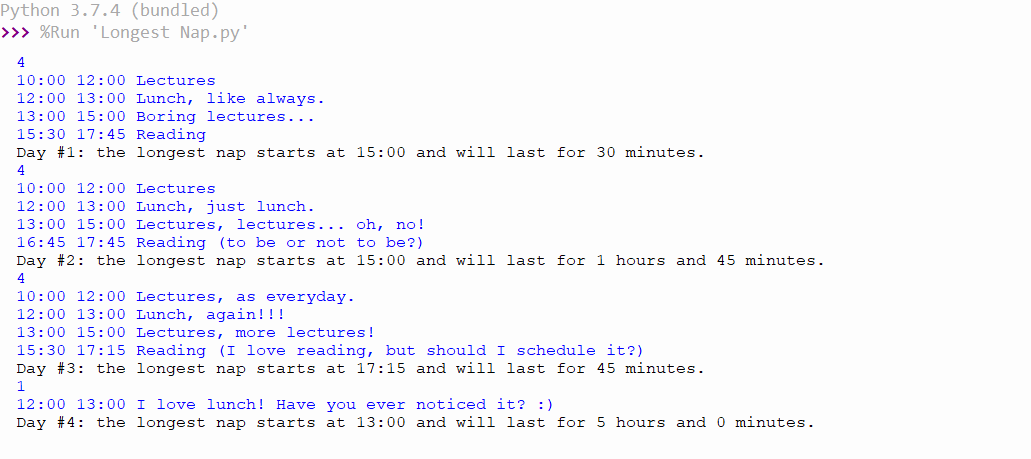 Python 3.7.4 (bundled)
>>> %Run 'Longest Nap.py'
4
10:00 12:00 Lectures
12:00 13:00 Lunch, like always.
13:00 15:00 Boring lectures...
15:30 17:45 Reading
Day #1: the longest nap starts at 15:00 and will last for 30 minutes.
4
10:00 12:00 Lectures
12:00 13:00 Lunch, just lunch.
13:00 15:00 Lectures, lectures... oh, no!
16:45 17:45 Reading (to be or not to be?)
Day #2: the longest nap starts at 15:00 and will last for 1 hours and 45 minutes.
4
10:00 12:00 Lectures, as everyday.
12:00 13:00 Lunch, again!!!
13:00 15:00 Lectures, more lectures!
15:30 17:15 Reading (I love reading, but should I schedule it?)
Day #3: the longest nap starts at 17:15 and will last for 45 minutes.
1
12:00 13:00 I love lunch! Have you ever noticed it? :)
Day #4: the longest nap starts at 13:00 and will last for 5 hours and 0 minutes.